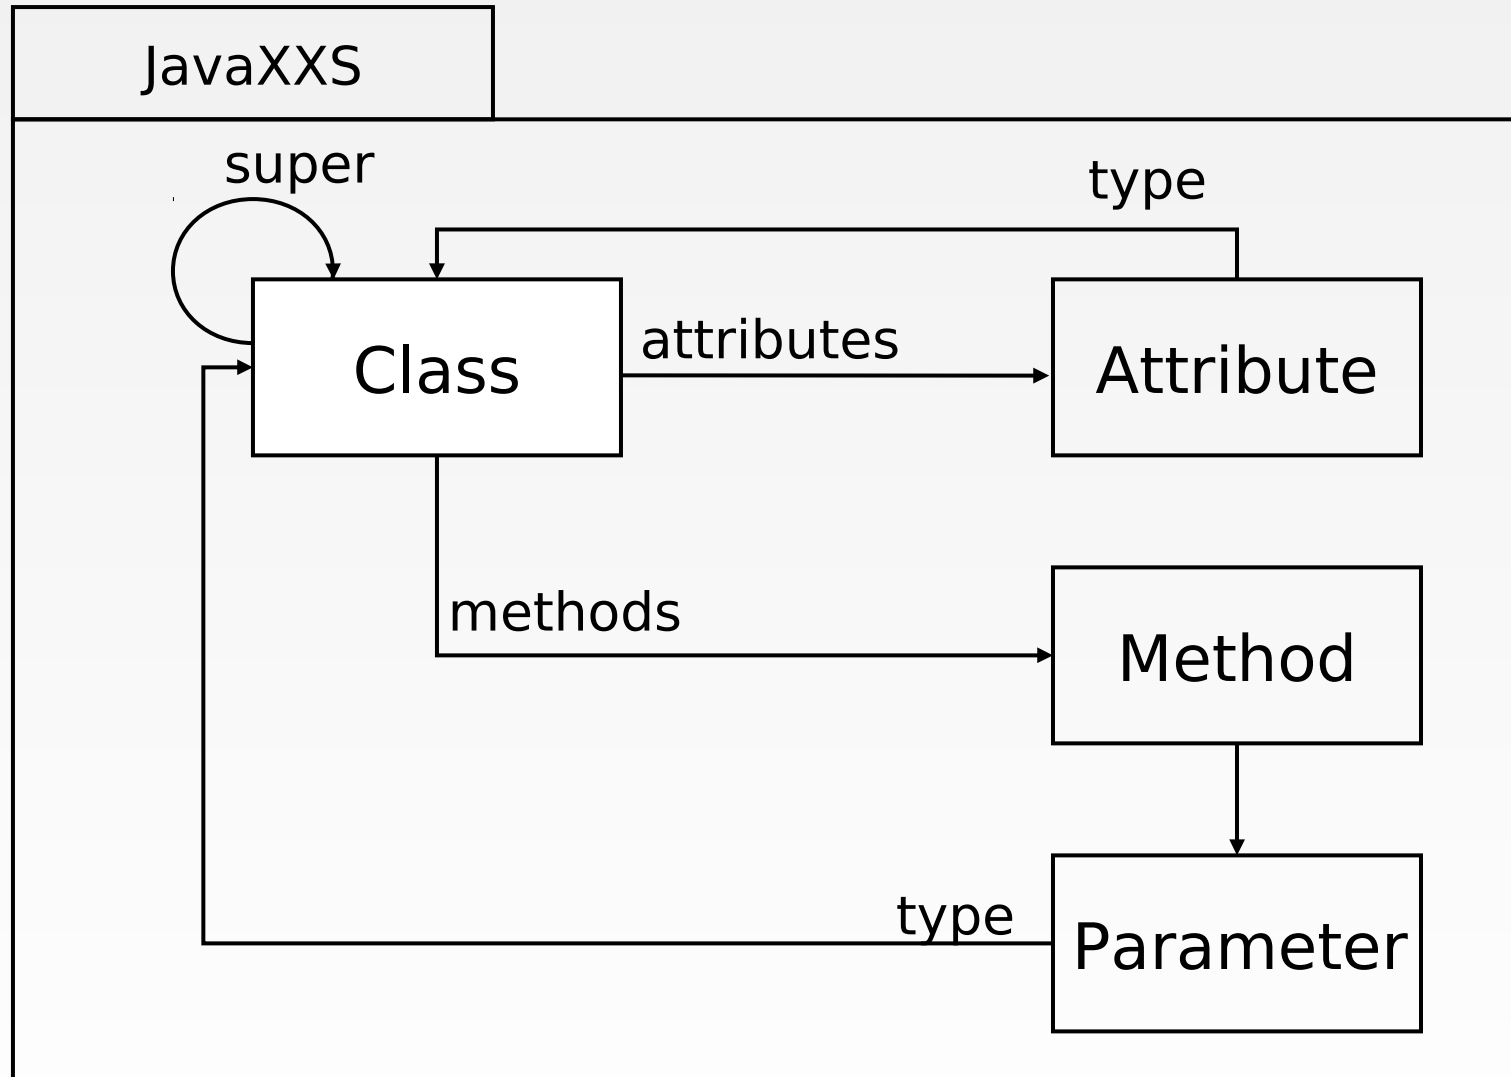 JavaXXS
super
type
Class
attributes
Attribute
methods
Method
type
Parameter